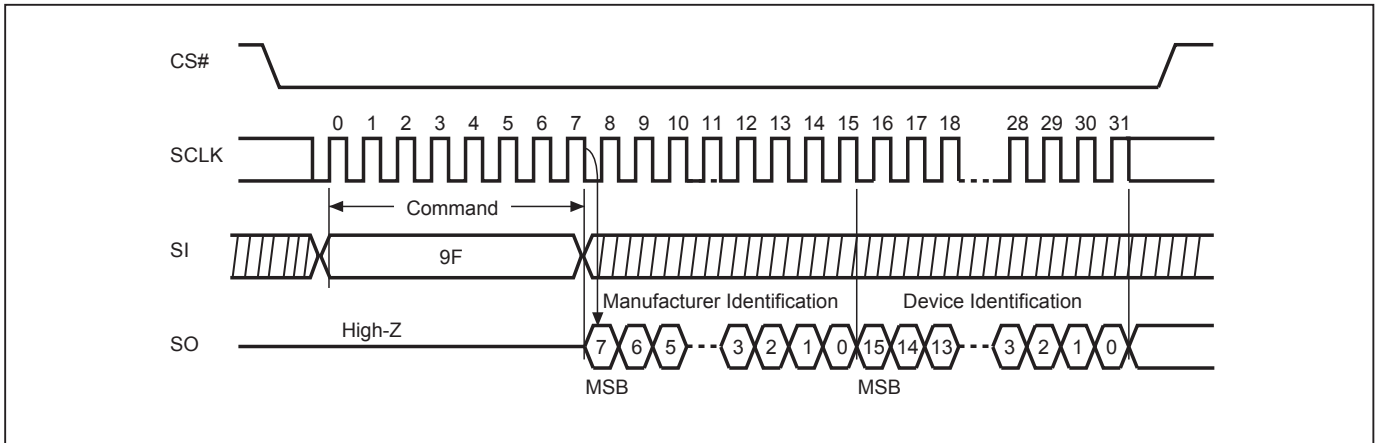 CS#
0 1 2 3 4 5 6 7 8 9 10 11 12 13 14 15 16 17 18 28 29 30 31
SCLK
Command
SI
9F
Manufacturer Identification Device Identification
High-Z
SO
7 6 5 3 2 1 0 15 14 13 3 2 1 0
MSB MSB